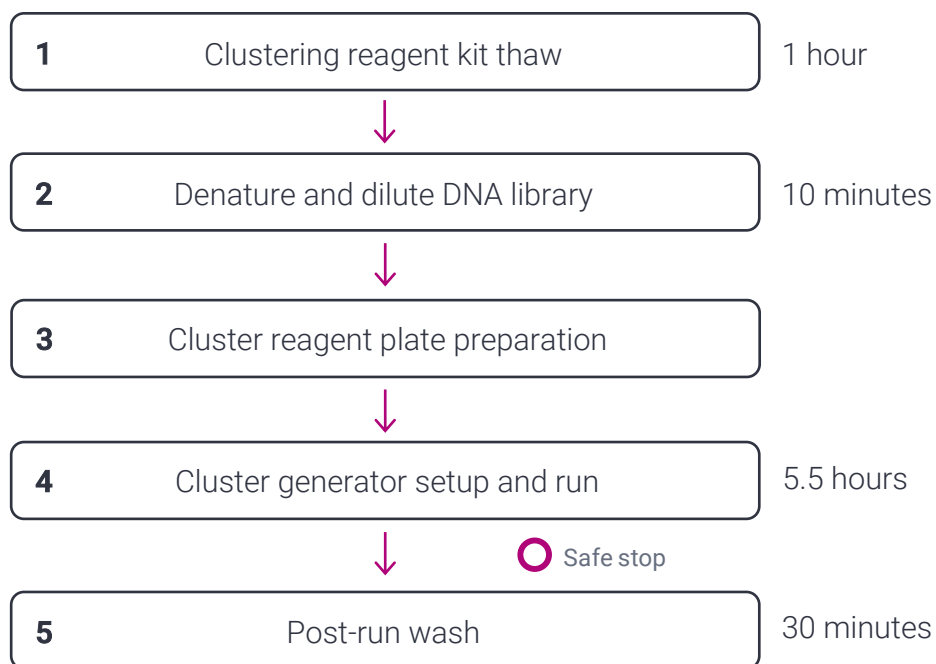 1 Clustering reagent kit thaw 1 hour
2 Denature and dilute DNA library 10 minutes
3 Cluster reagent plate preparation
4 Cluster generator setup and run 5.5 hours
Safe stop
5 Post-run wash 30 minutes